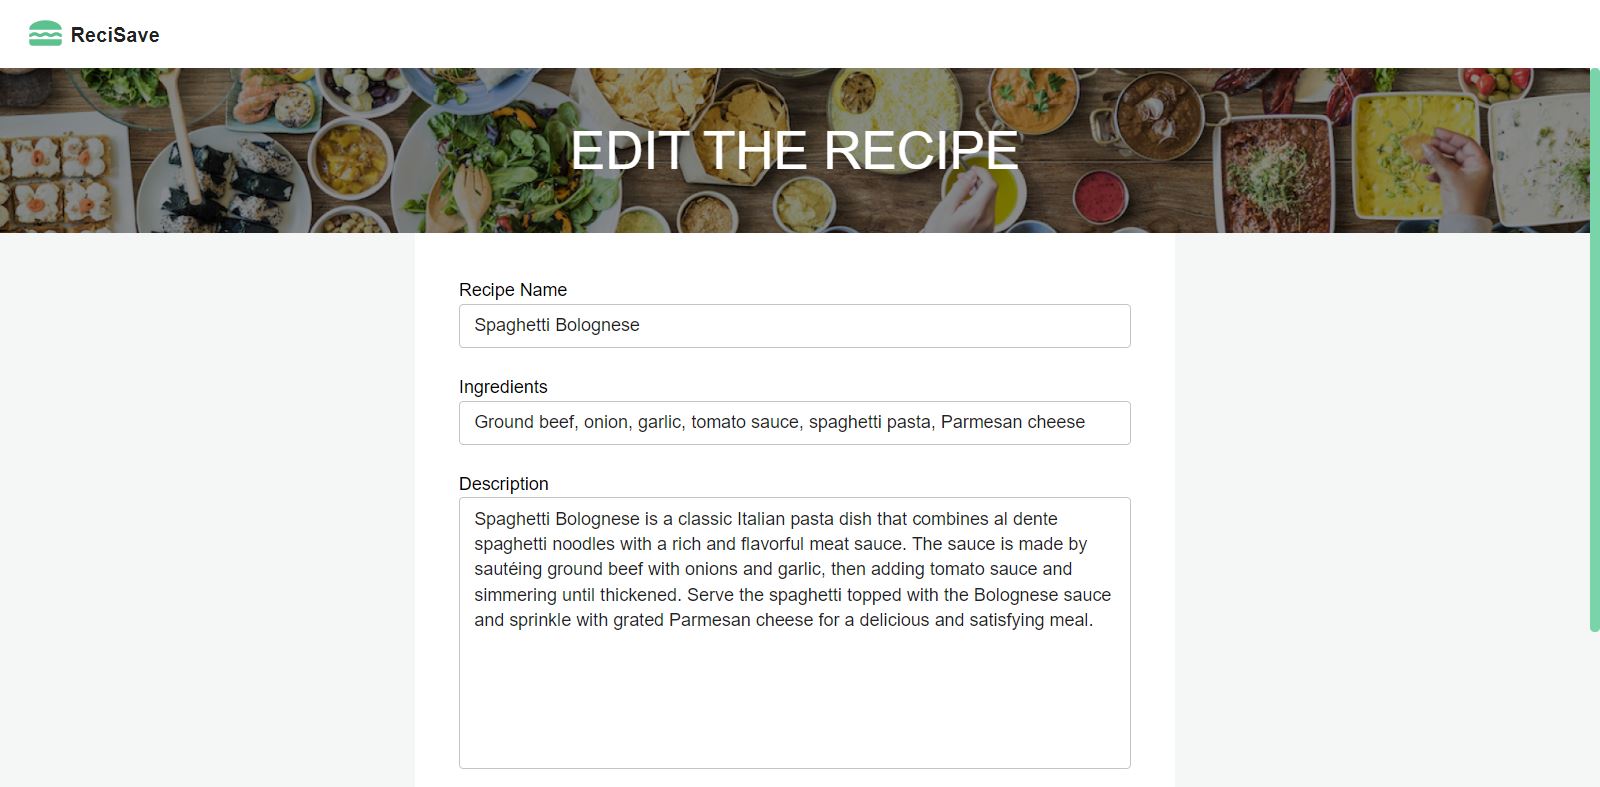 ReciSave
EDIT THE RECIPE
Recipe Name
Spaghetti Bolognese
Ingredients
Ground beef, onion, garlic, tomato sauce, spaghetti pasta, Parmesan cheese
Description
Spaghetti Bolognese is a classic Italian pasta dish that combines al dente
spaghetti noodles with a rich and flavorful meat sauce. The sauce is made by
sautéing ground beef with onions and garlic, then adding tomato sauce and
simmering until thickened. Serve the spaghetti topped with the Bolognese sauce
and sprinkle with grated Parmesan cheese for a delicious and satisfying meal.